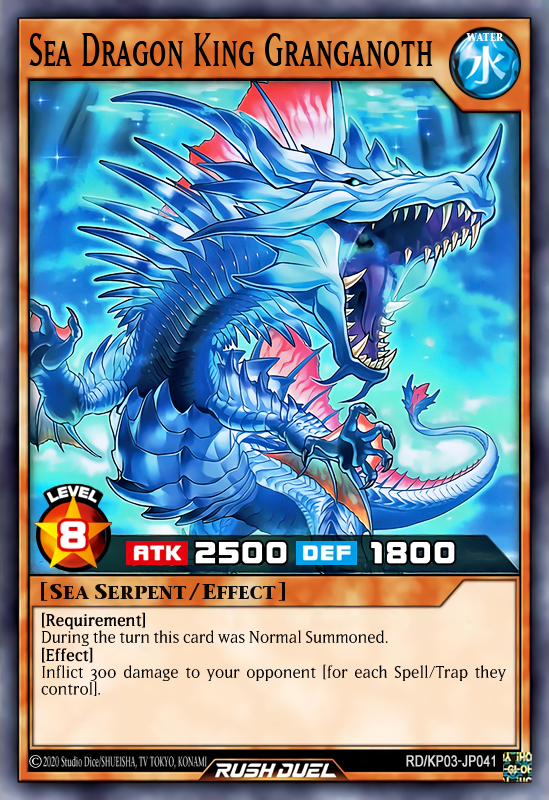 Sea Dragon King Granganoth
WATER
水
LEVEL
8
ATK 2500 DEF 1800
[Sea Serpent/Effect]
[Requirement]
During the turn this card was Normal Summoned.
[Effect]
Inflict 300 damage to your opponent [for each Spell/Trap they
control].
©2020 Studio Dice/SHUEISHA, TV TOKYO, KONAMI
RUSH DUEL
RD/KP03-JP041